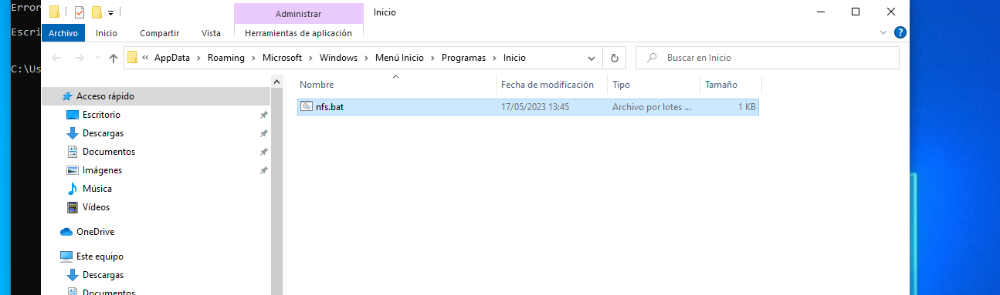 Error
Administrar
Inicio
Escri
Archivo Inicio Compartir Vista Herramientas de aplicación
?
« AppData › Roaming › Microsoft › Windows › Menú Inicio › Programas › Inicio
Buscar en Inicio
C:\Us
Nombre Fecha de modificación Tipo Tamaño
Acceso rápido
nfs.bat 17/05/2023 13:45 Archivo por lotes ... 1 KB
Escritorio
Descargas
Documentos
Imágenes
Música
Vídeos
OneDrive
Este equipo
Descargas
Documentos